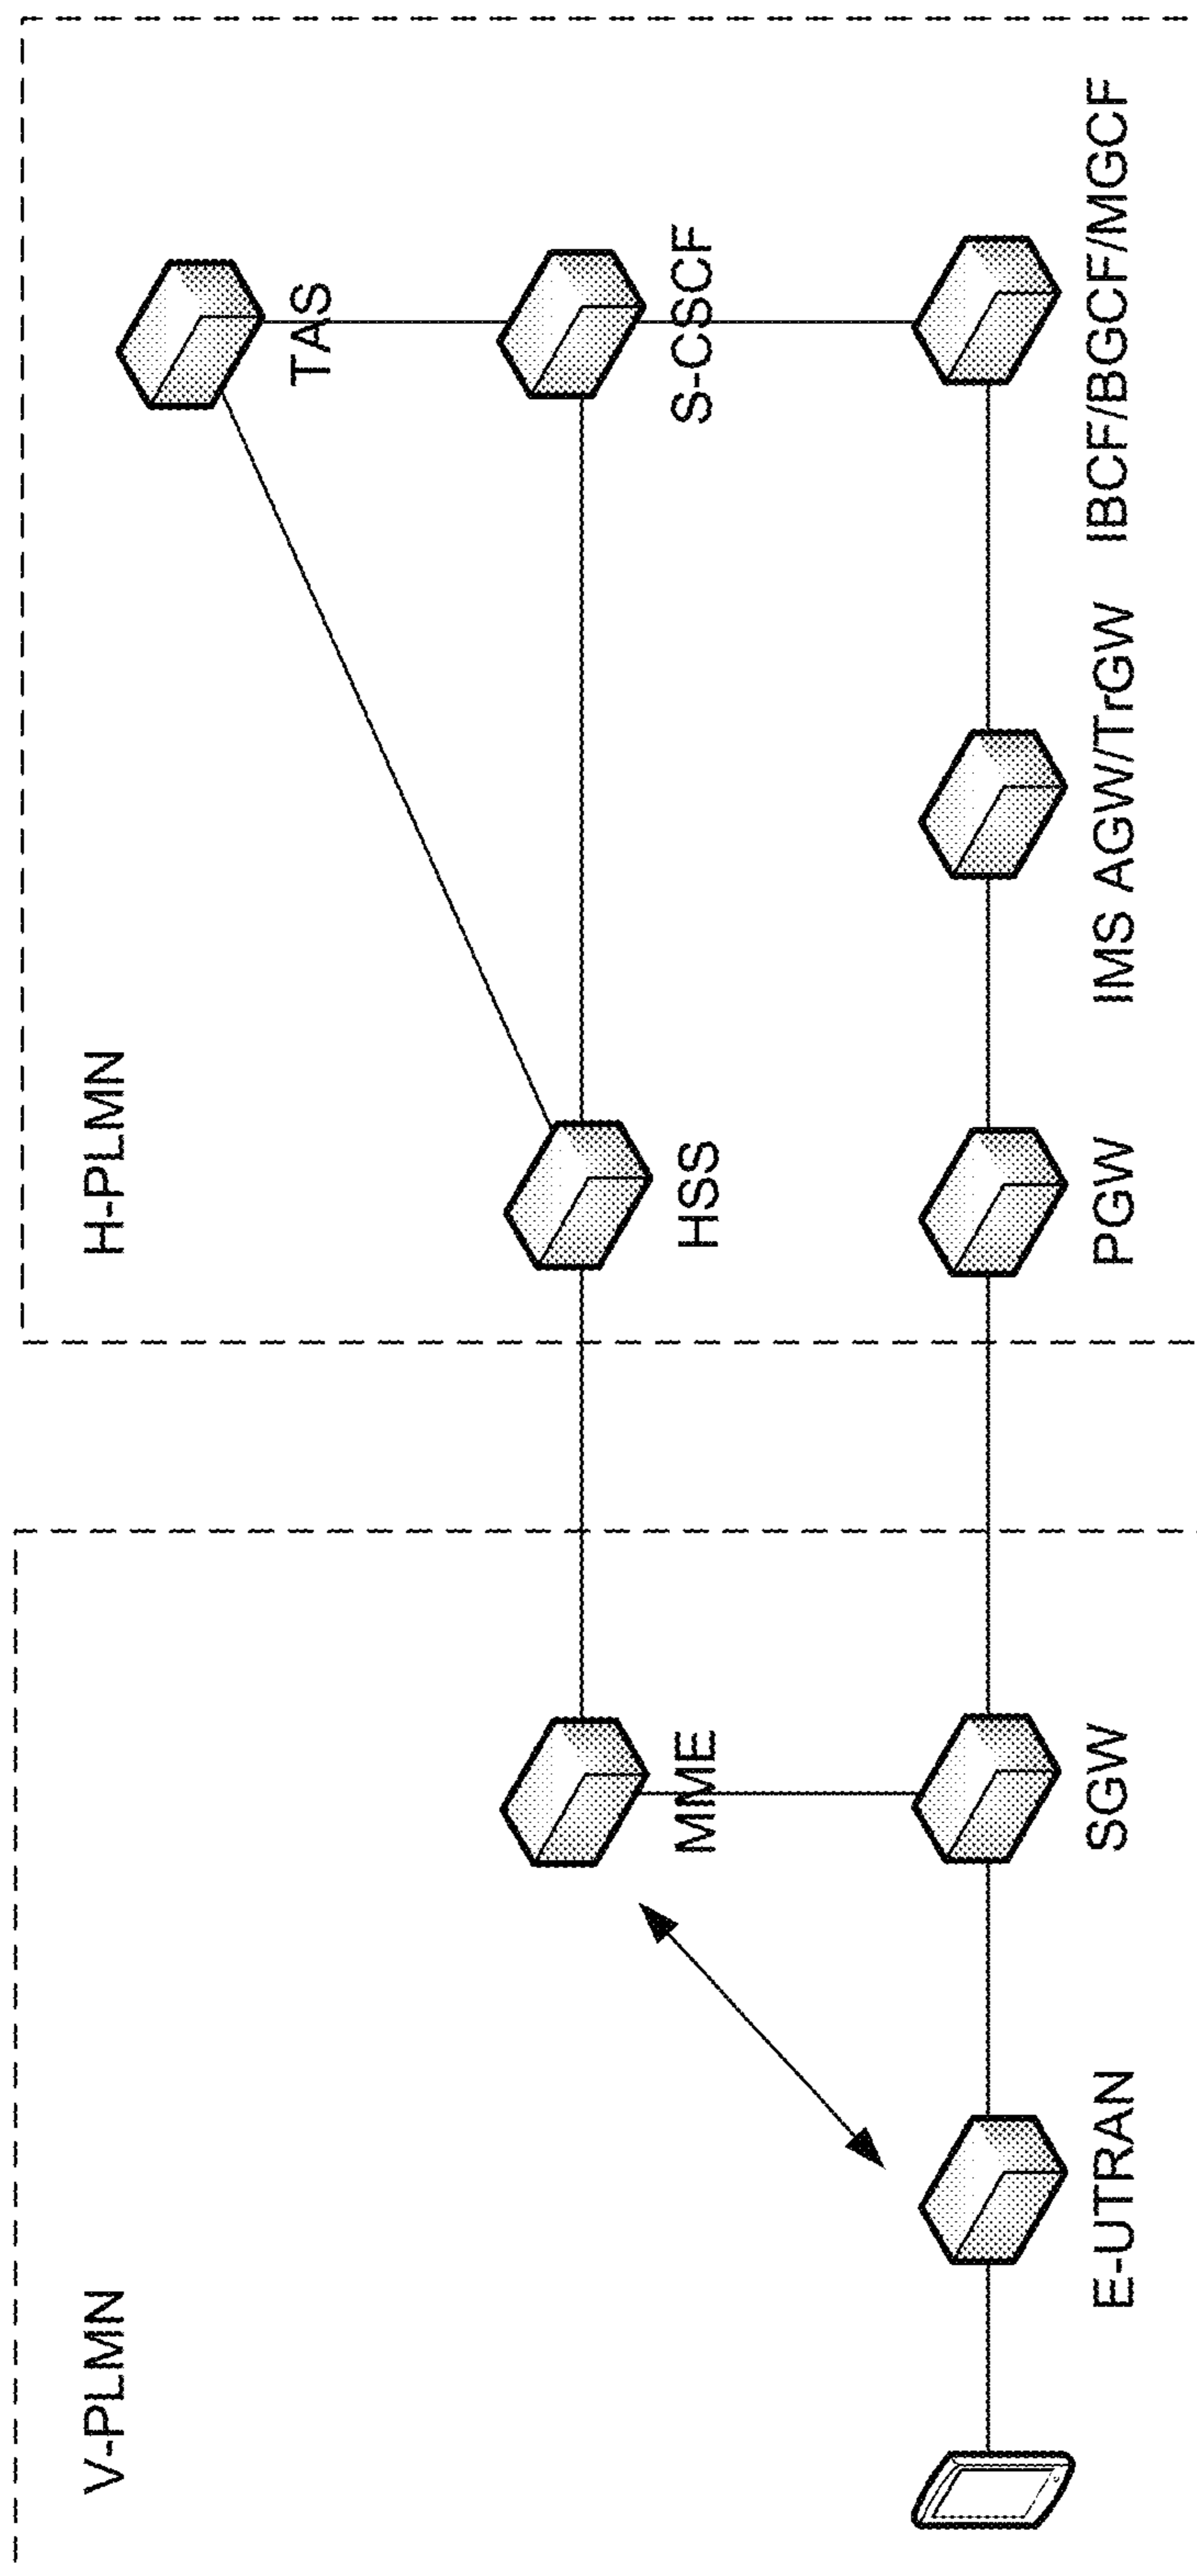 V-PLMN
H-PLMN
TAS
MME
HSS
S-CSCF
E-UTRAN
SGW
PGW
IMS AGW/TrGW
IBCF/BGCF/MGCF